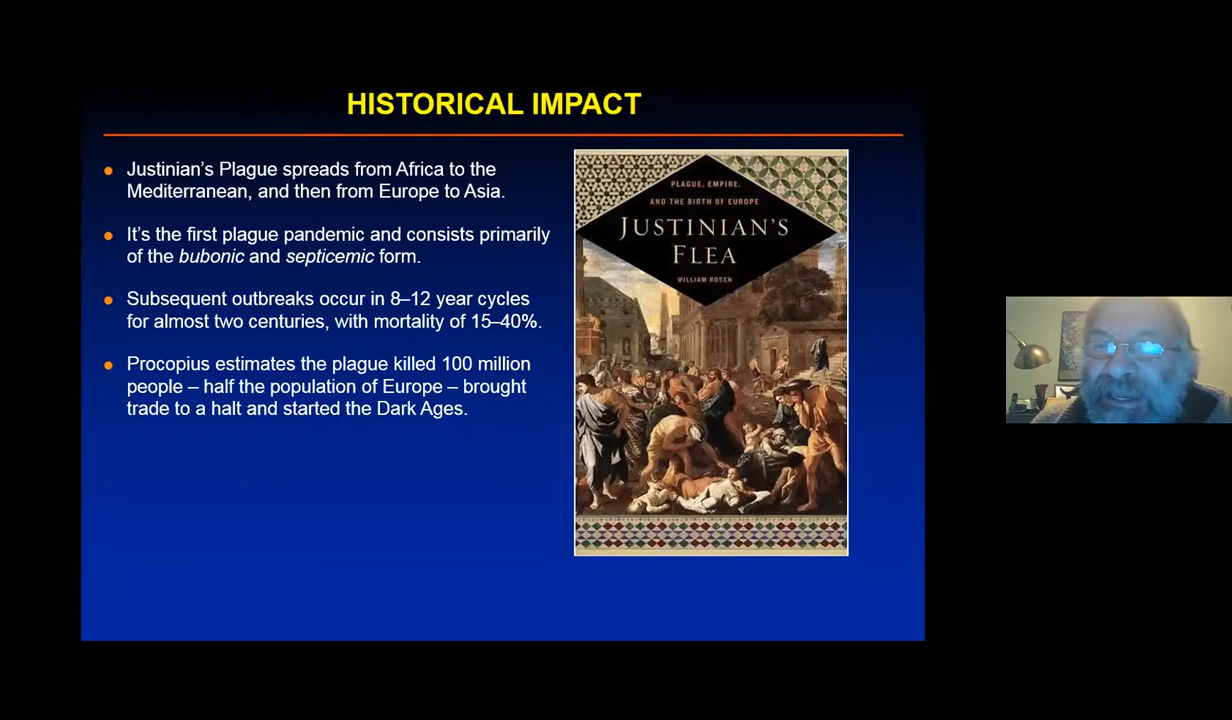 HISTORICAL IMPACT
Justinian's Plague spreads from Africa to the
Mediterranean, and then from Europe to Asia.
It's the first plague pandemic and consists primarily
of the bubonic and septicemic form.
Subsequent outbreaks occur in 8–12 year cycles
for almost two centuries, with mortality of 15–40%.
Procopius estimates the plague killed 100 million
people – half the population of Europe – brought
trade to a halt and started the Dark Ages.
PLAGUE, EMPIRE,
AND THE BIRTH OF EUROPE
JUSTINIAN'S
FLEA
WILLIAM ROSEN